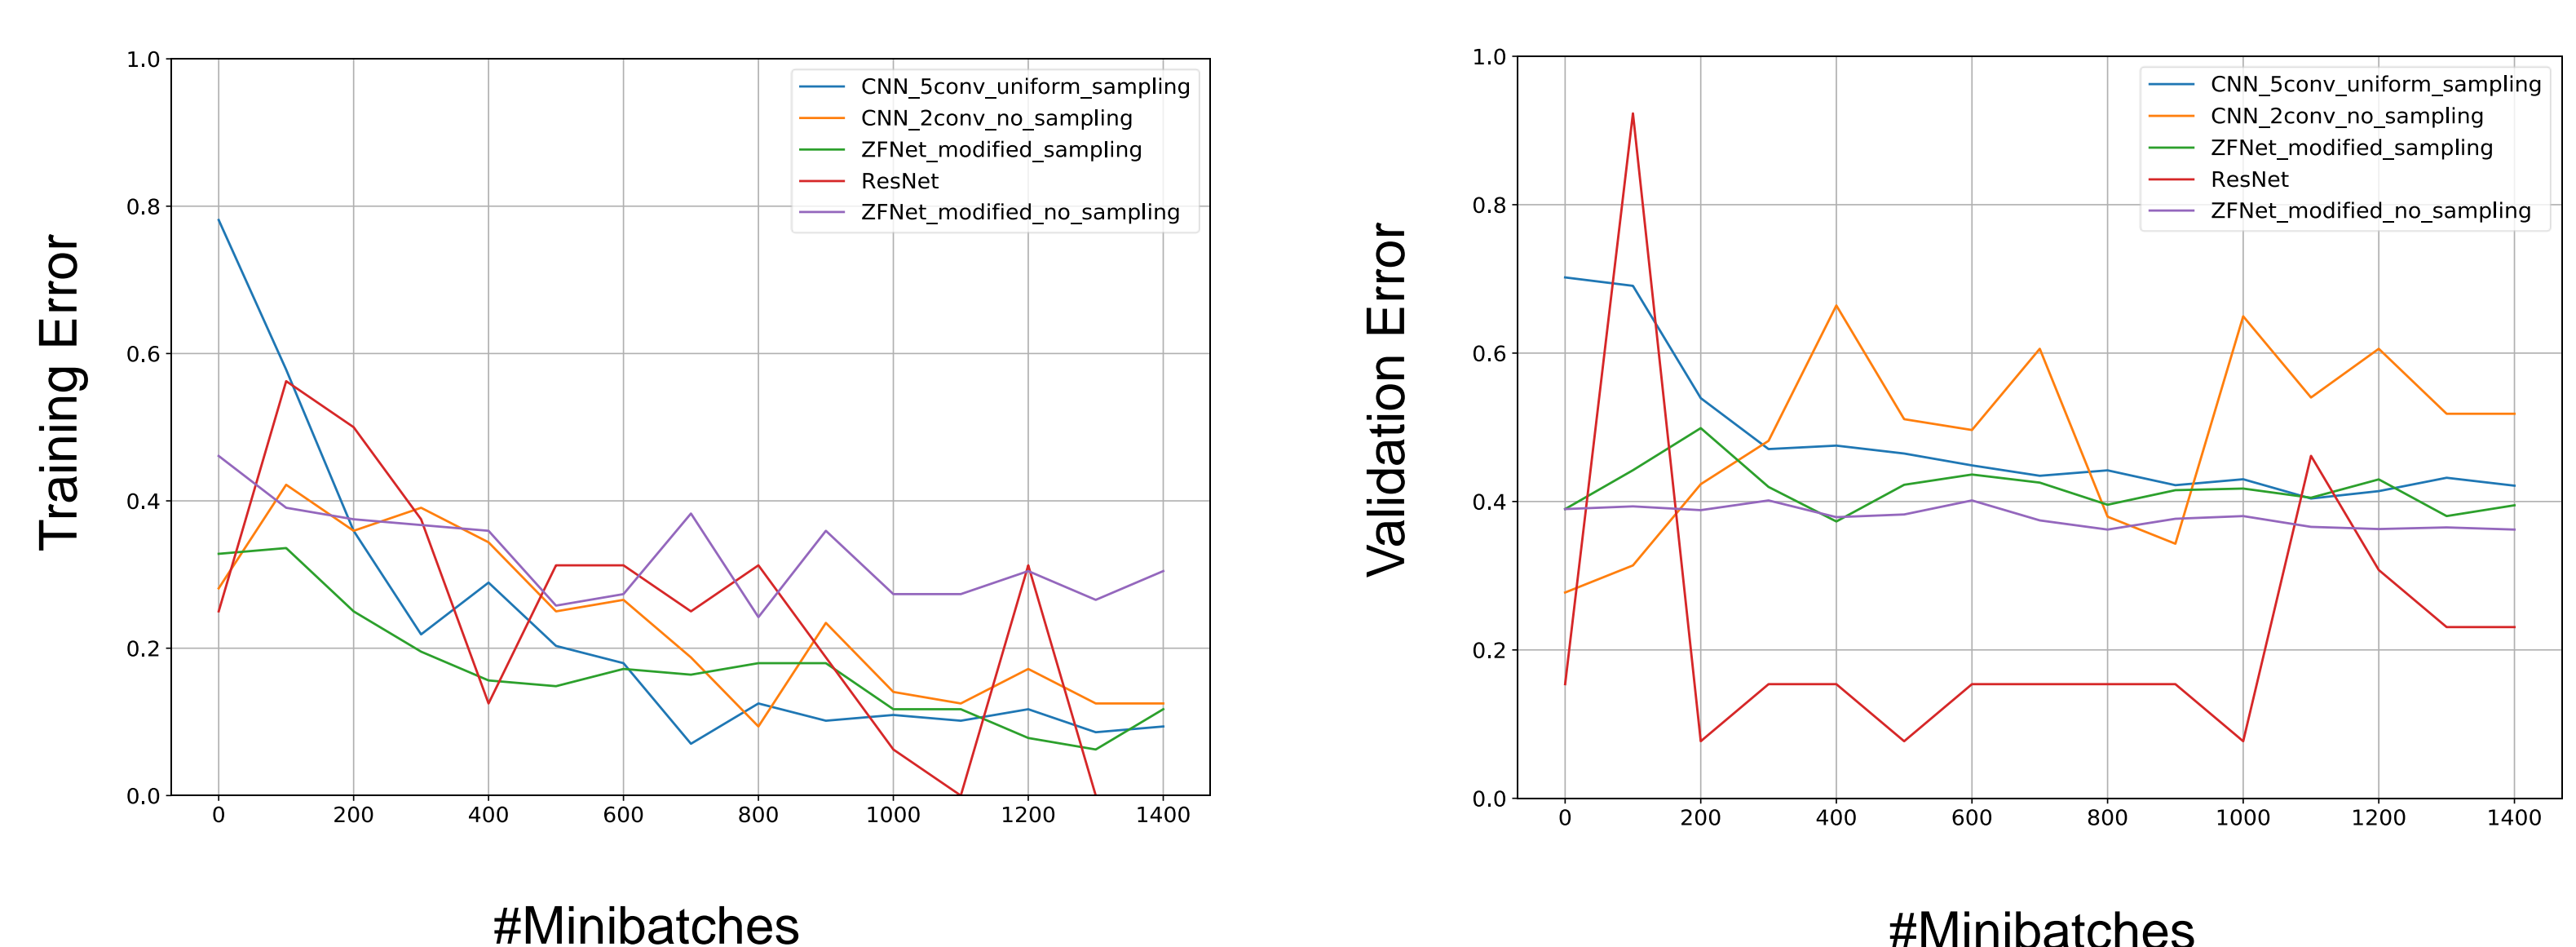 Training Error
1.0
0.8
0.6
0.4
0.2
0.0
CNN_5conv_uniform_sampling
CNN_2conv_no_sampling
ZFNet_modified_sampling
ResNet
ZFNet_modified_no_sampling
0 200 400 600 800 1000 1200 1400
#Minibatches
Validation Error
1.0
0.8
0.6
0.4
0.2
0.0
CNN_5conv_uniform_sampling
CNN_2conv_no_sampling
ZFNet_modified_sampling
ResNet
ZFNet_modified_no_sampling
0 200 400 600 800 1000 1200 1400
#Minibatches